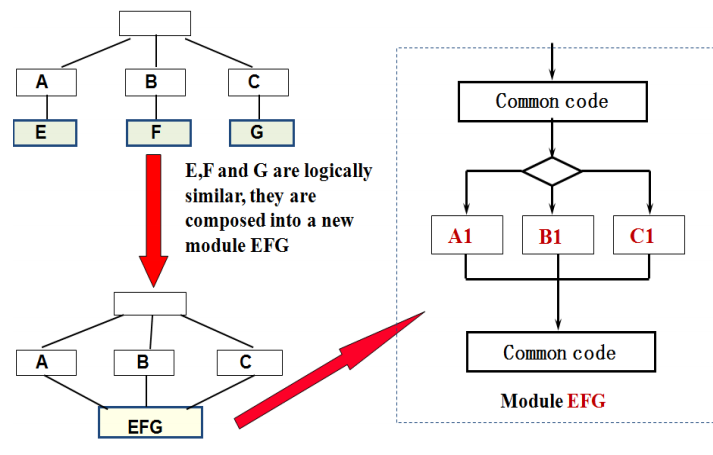 A
B
C
E
F
G
E,F and G are logically
similar, they are
composed into a new
module EFG
A
B
C
EFG
Common code
A1
B1
C1
Common code
Module EFG